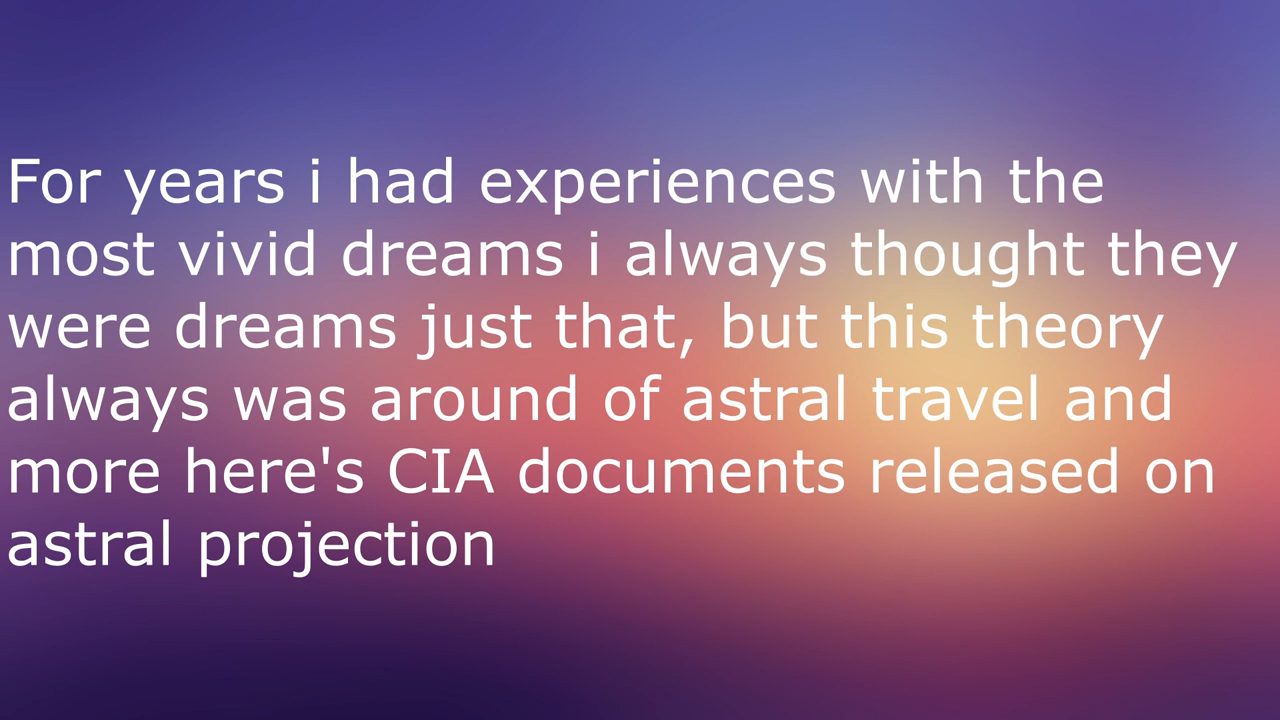 For years i had experiences with the
most vivid dreams i always thought they
were dreams just that, but this theory
always was around of astral travel and
more here's CIA documents released on
astral projection